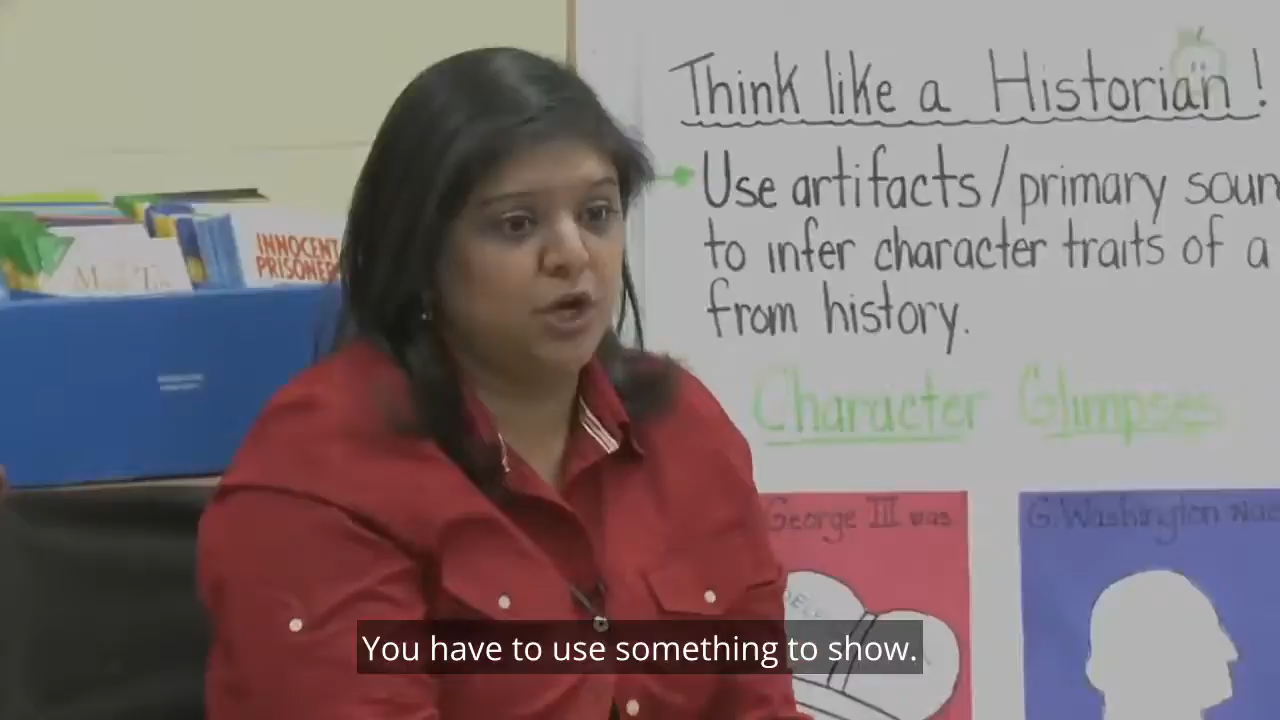 Think like a Historian!
Use artifacts/primary sour
to infer character traits of a
from history.
INNOCENT
PRISONER
Character Glimpses
George III was
G. Washington was
You have to use something to show.